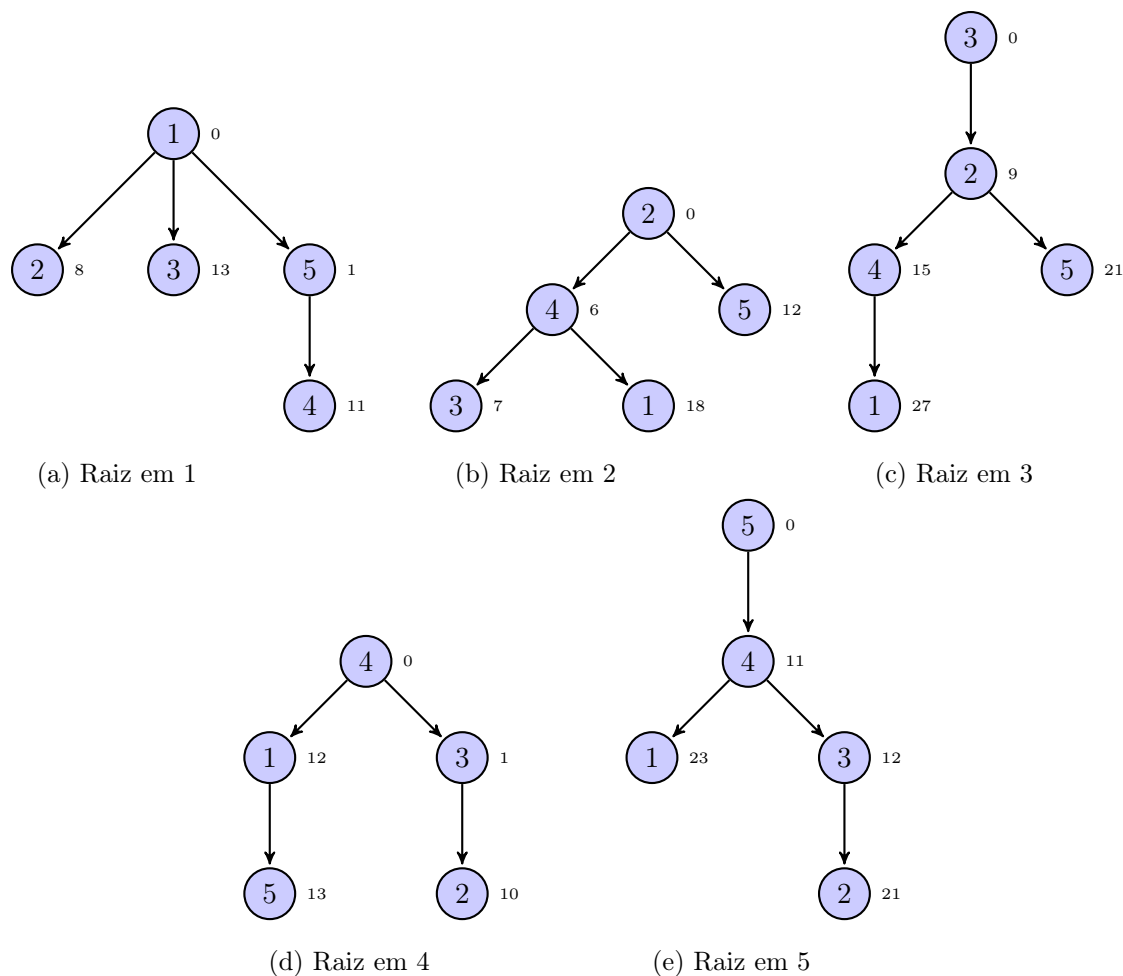 1 0
2 8 3 13 5 1
4 11
(a) Raiz em 1
2 0
4 6 5 12
3 7 1 18
(b) Raiz em 2
3 0
2 9
4 15 5 21
1 27
(c) Raiz em 3
4 0
1 12 3 1
5 13 2 10
(d) Raiz em 4
5 0
4 11
1 23 3 12
2 21
(e) Raiz em 5